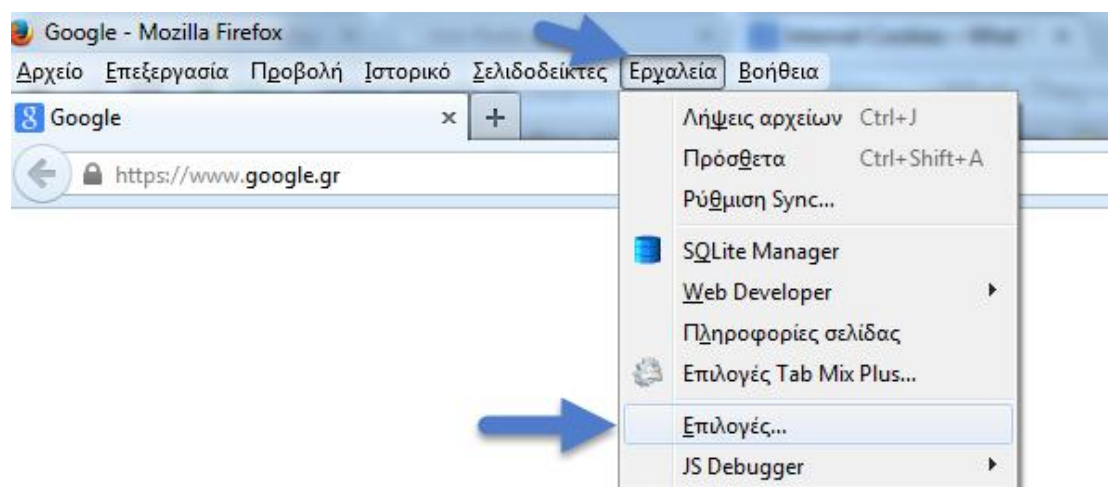 Google - Mozilla Firefox
Αρχείο Επεξεργασία Προβολή Ιστορικό Σελιδοδείκτες Εργαλεία Βοήθεια
Google × +
https://www.google.gr
Λήψεις αρχείων Ctrl+J
Πρόσθετα Ctrl+Shift+A
Ρύθμιση Sync...
SQLite Manager
Web Developer
Πληροφορίες σελίδας
Επιλογές Tab Mix Plus...
Επιλογές...
JS Debugger